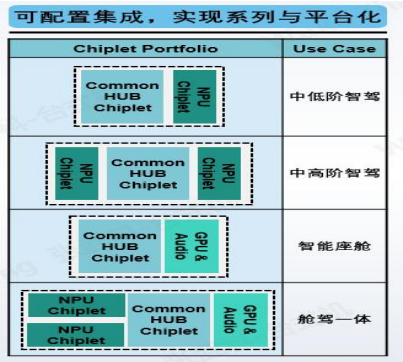 可配置集成，实现系列与平台化
Chiplet Portfolio
Use Case
Common
HUB
Chiplet
NPU
Chiplet
中低阶智驾
NPU
Chiplet
Common
HUB
Chiplet
NPU
Chiplet
中高阶智驾
Common
HUB
Chiplet
GPU &
Audio
智能座舱
NPU
Chiplet
NPU
Chiplet
Common
HUB
Chiplet
GPU &
Audio
舱驾一体